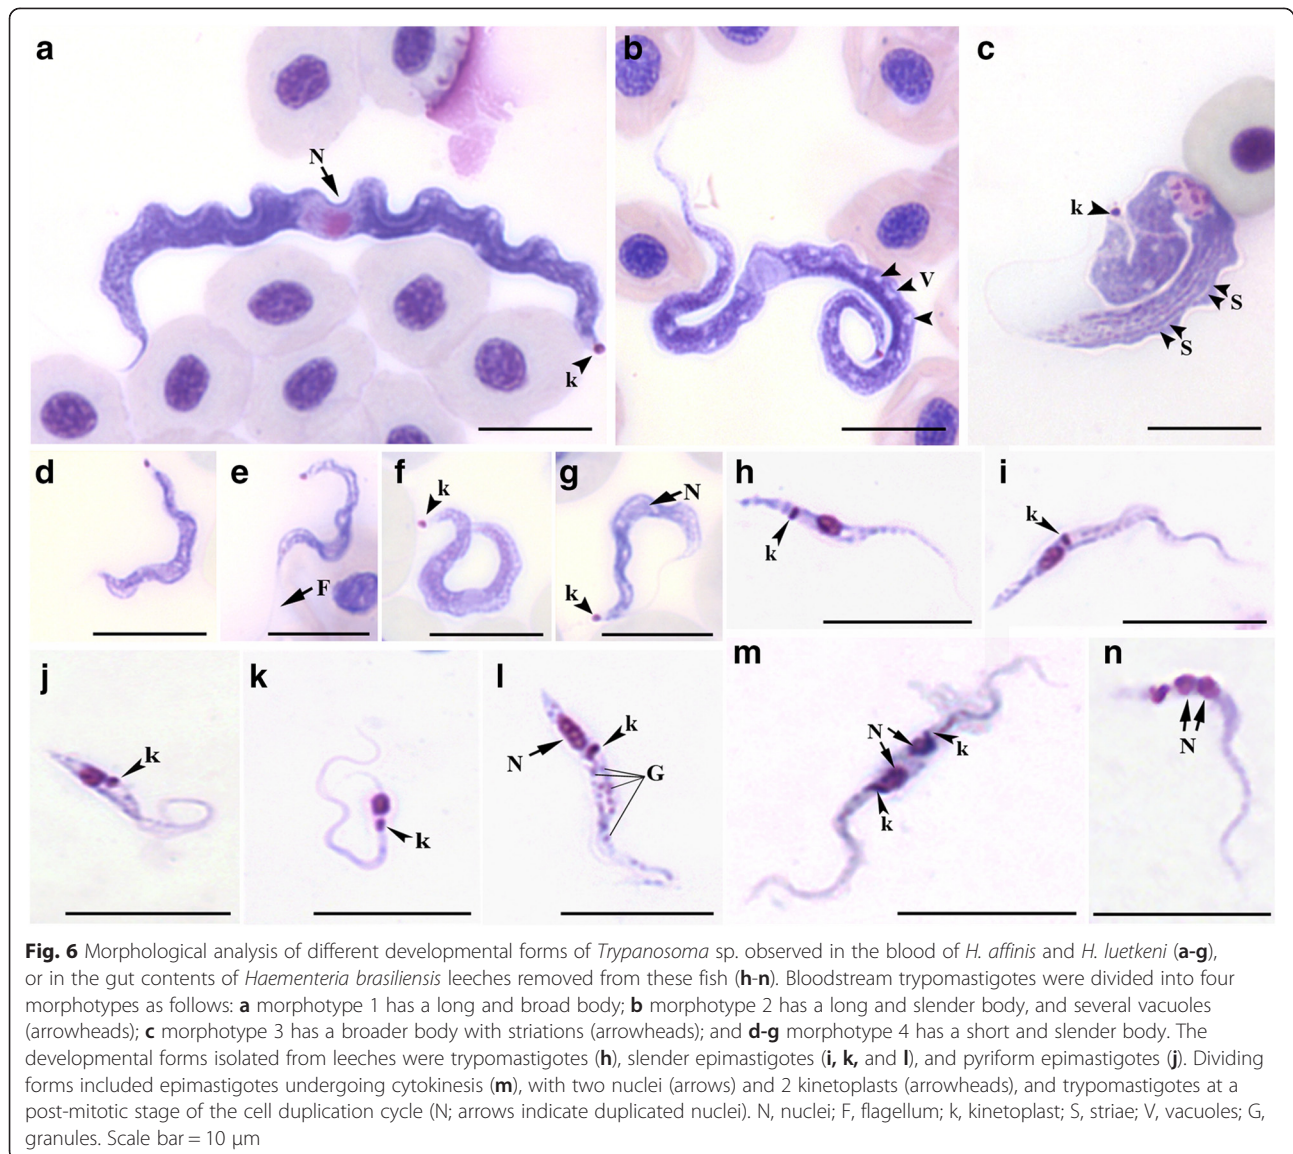 a
b
c
N
k
V
k
S
S
d
e
f
g
h
i
F
k
N
k
k
k
j
k
l
m
n
k
k
N
k
G
N
k
k
N
Fig. 6 Morphological analysis of different developmental forms of Trypanosoma sp. observed in the blood of H. affinis and H. luetkeni (a-g),
or in the gut contents of Haementeria brasiliensis leeches removed from these fish (h-n). Bloodstream trypomastigotes were divided into four
morphotypes as follows: a morphotype 1 has a long and broad body; b morphotype 2 has a long and slender body, and several vacuoles
(arrowheads); c morphotype 3 has a broader body with striations (arrowheads); and d-g morphotype 4 has a short and slender body. The
developmental forms isolated from leeches were trypomastigotes (h), slender epimastigotes (i, k, and l), and pyriform epimastigotes (j). Dividing
forms included epimastigotes undergoing cytokinesis (m), with two nuclei (arrows) and 2 kinetoplasts (arrowheads), and trypomastigotes at a
post-mitotic stage of the cell duplication cycle (N; arrows indicate duplicated nuclei). N, nuclei; F, flagellum; k, kinetoplast; S, striae; V, vacuoles; G,
granules. Scale bar = 10 μm